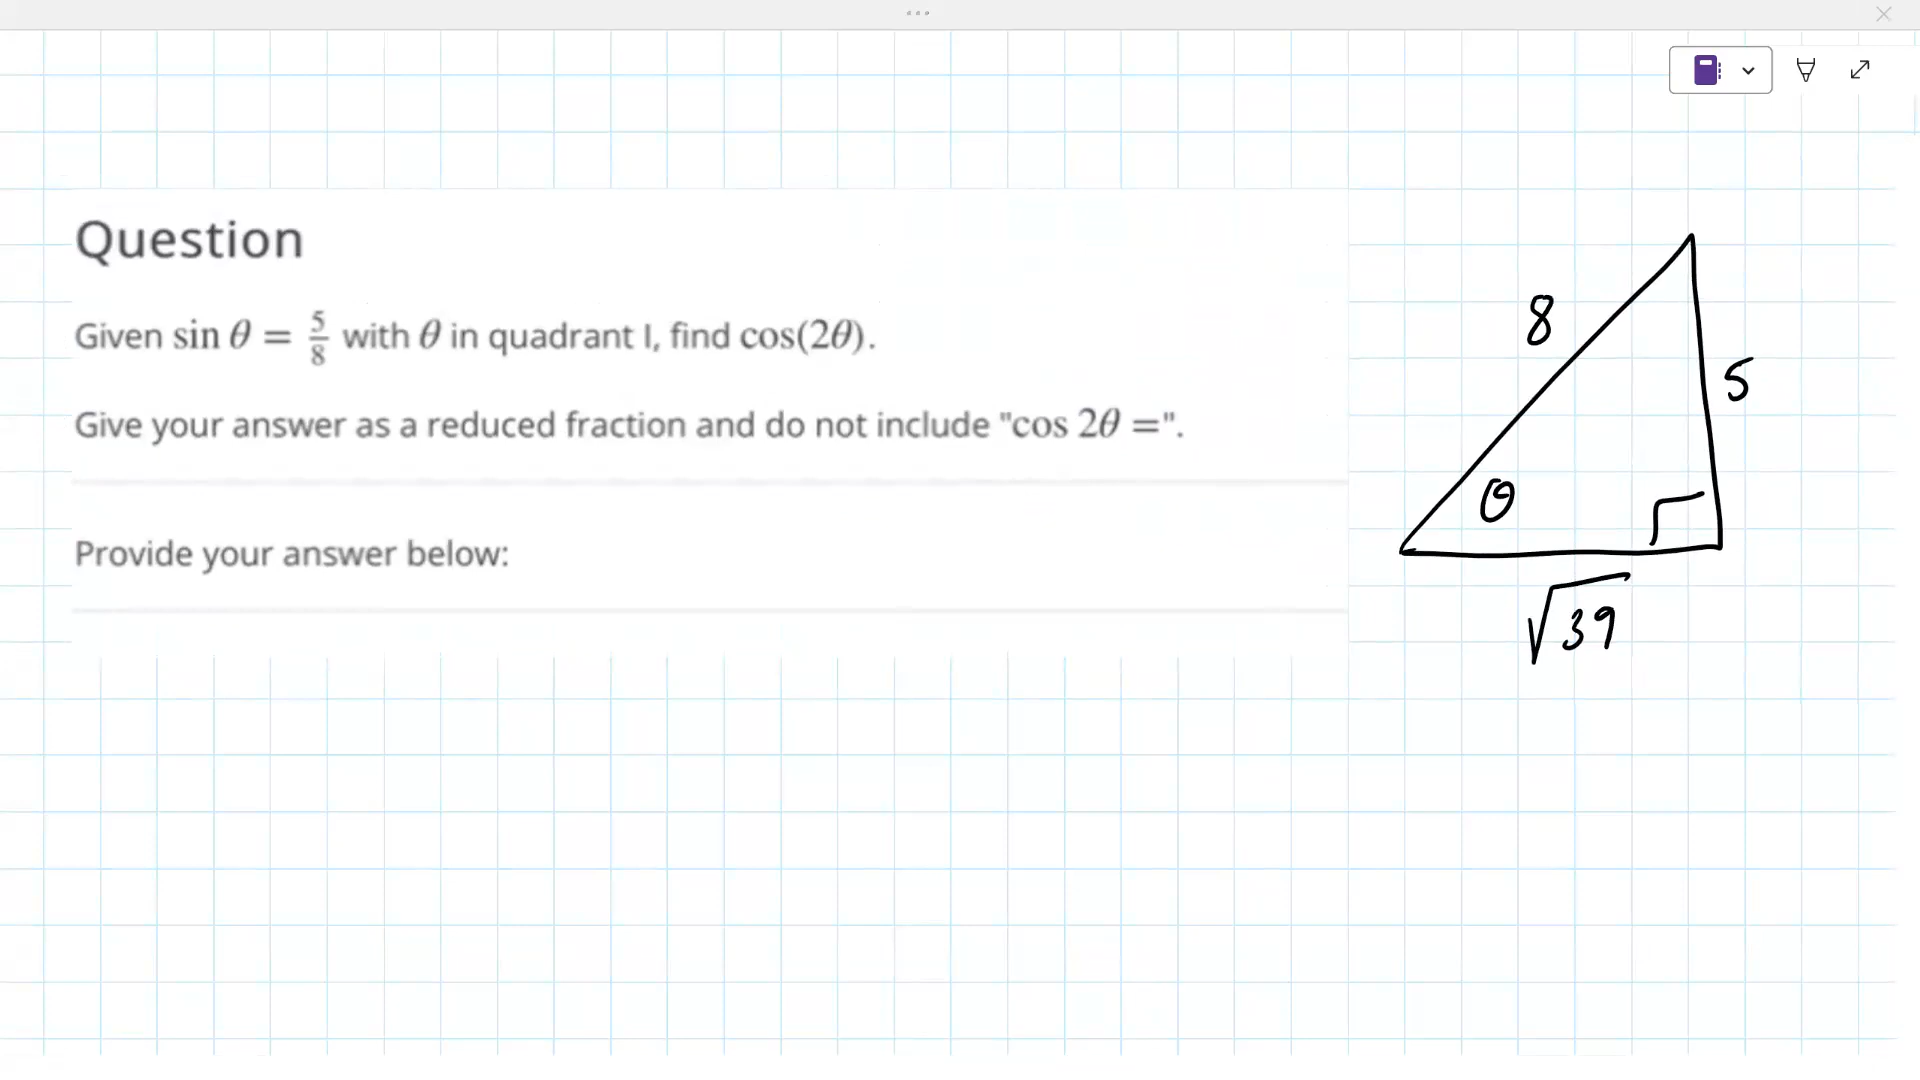 Question
Given sin θ = 5/8 with θ in quadrant I, find cos(2θ).
Give your answer as a reduced fraction and do not include "cos 2θ =".
Provide your answer below:
8
5
θ
√39